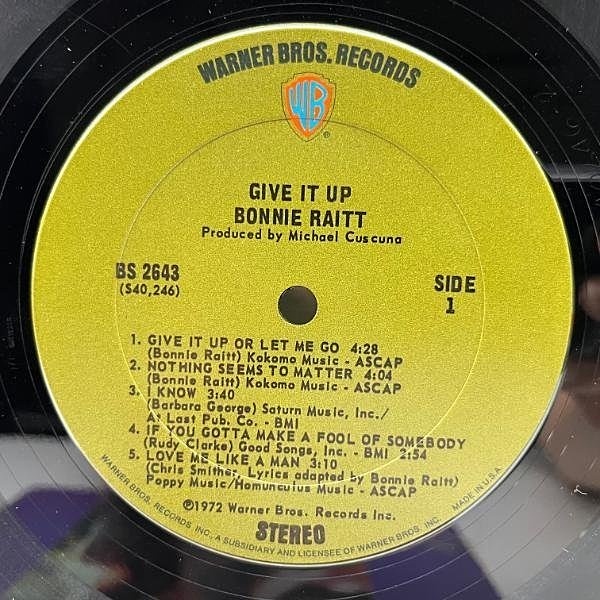 WARNER BROS. RECORDS
WB
®
GIVE IT UP
BONNIE RAITT
Produced by Michael Cuscuna
BS 2643
(S40,246)
SIDE
1
1. GIVE IT UP OR LET ME GO 4:28
(Bonnie Raitt) Kokomo Music - ASCAP
2. NOTHING SEEMS TO MATTER 4:04
(Bonnie Raitt) Kokomo Music - ASCAP
3. I KNOW 3:40
(Barbara George) Saturn Music, Inc./
At Last Pub. Co. - BMI
4. IF YOU GOTTA MAKE A FOOL OF SOMEBODY
(Rudy Clarke) Good Songs, Inc. - BMI 2:54
5. LOVE ME LIKE A MAN 3:10
(Chris Smither, Lyrics adapted by Bonnie Raitt)
Poppy Music/Homunculus Music - ASCAP
©1972 Warner Bros. Records Inc.
STEREO
WARNER BROS. RECORDS INC., A SUBSIDIARY AND LICENSEE OF WARNER BROS. INC. MADE IN U.S.A.